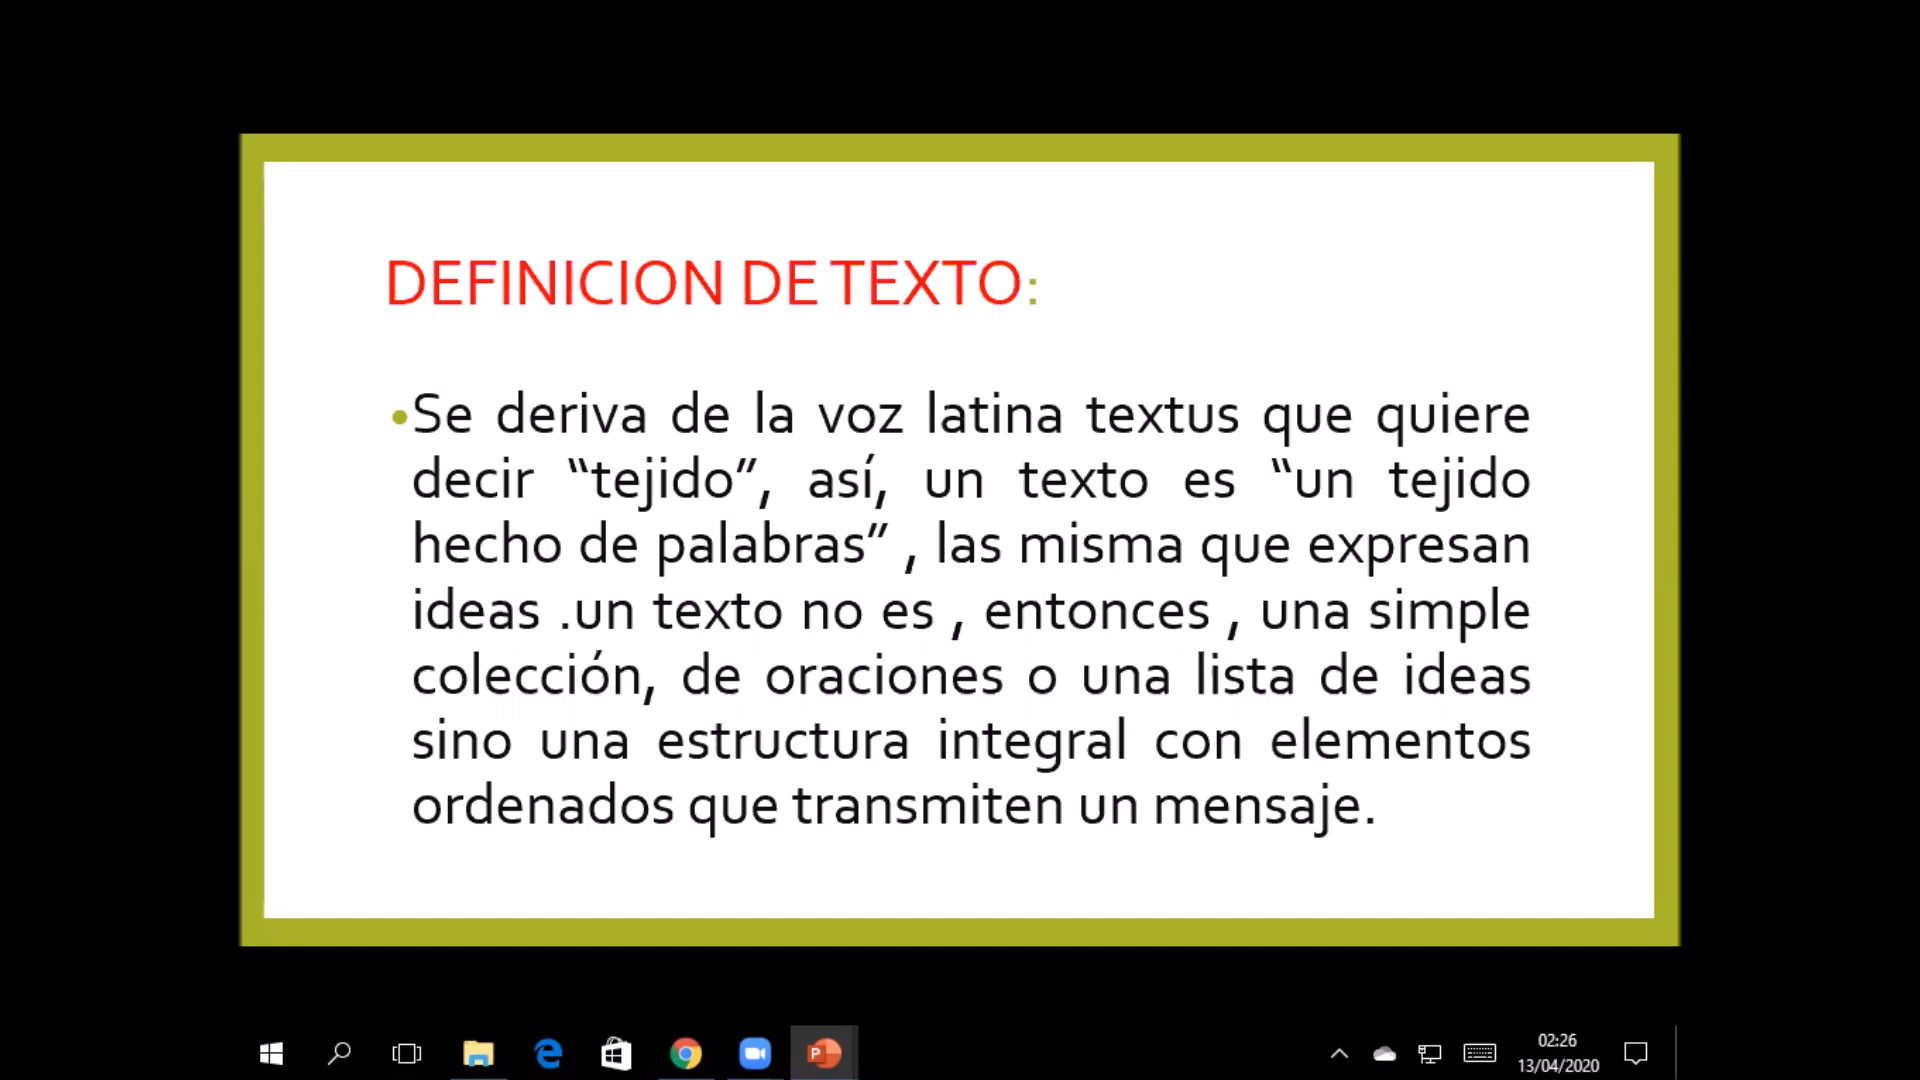 DEFINICION DE TEXTO:
•Se deriva de la voz latina textus que quiere
decir “tejido”, así, un texto es “un tejido
hecho de palabras” , las misma que expresan
ideas .un texto no es , entonces , una simple
colección, de oraciones o una lista de ideas
sino una estructura integral con elementos
ordenados que transmiten un mensaje.
02:26
13/04/2020